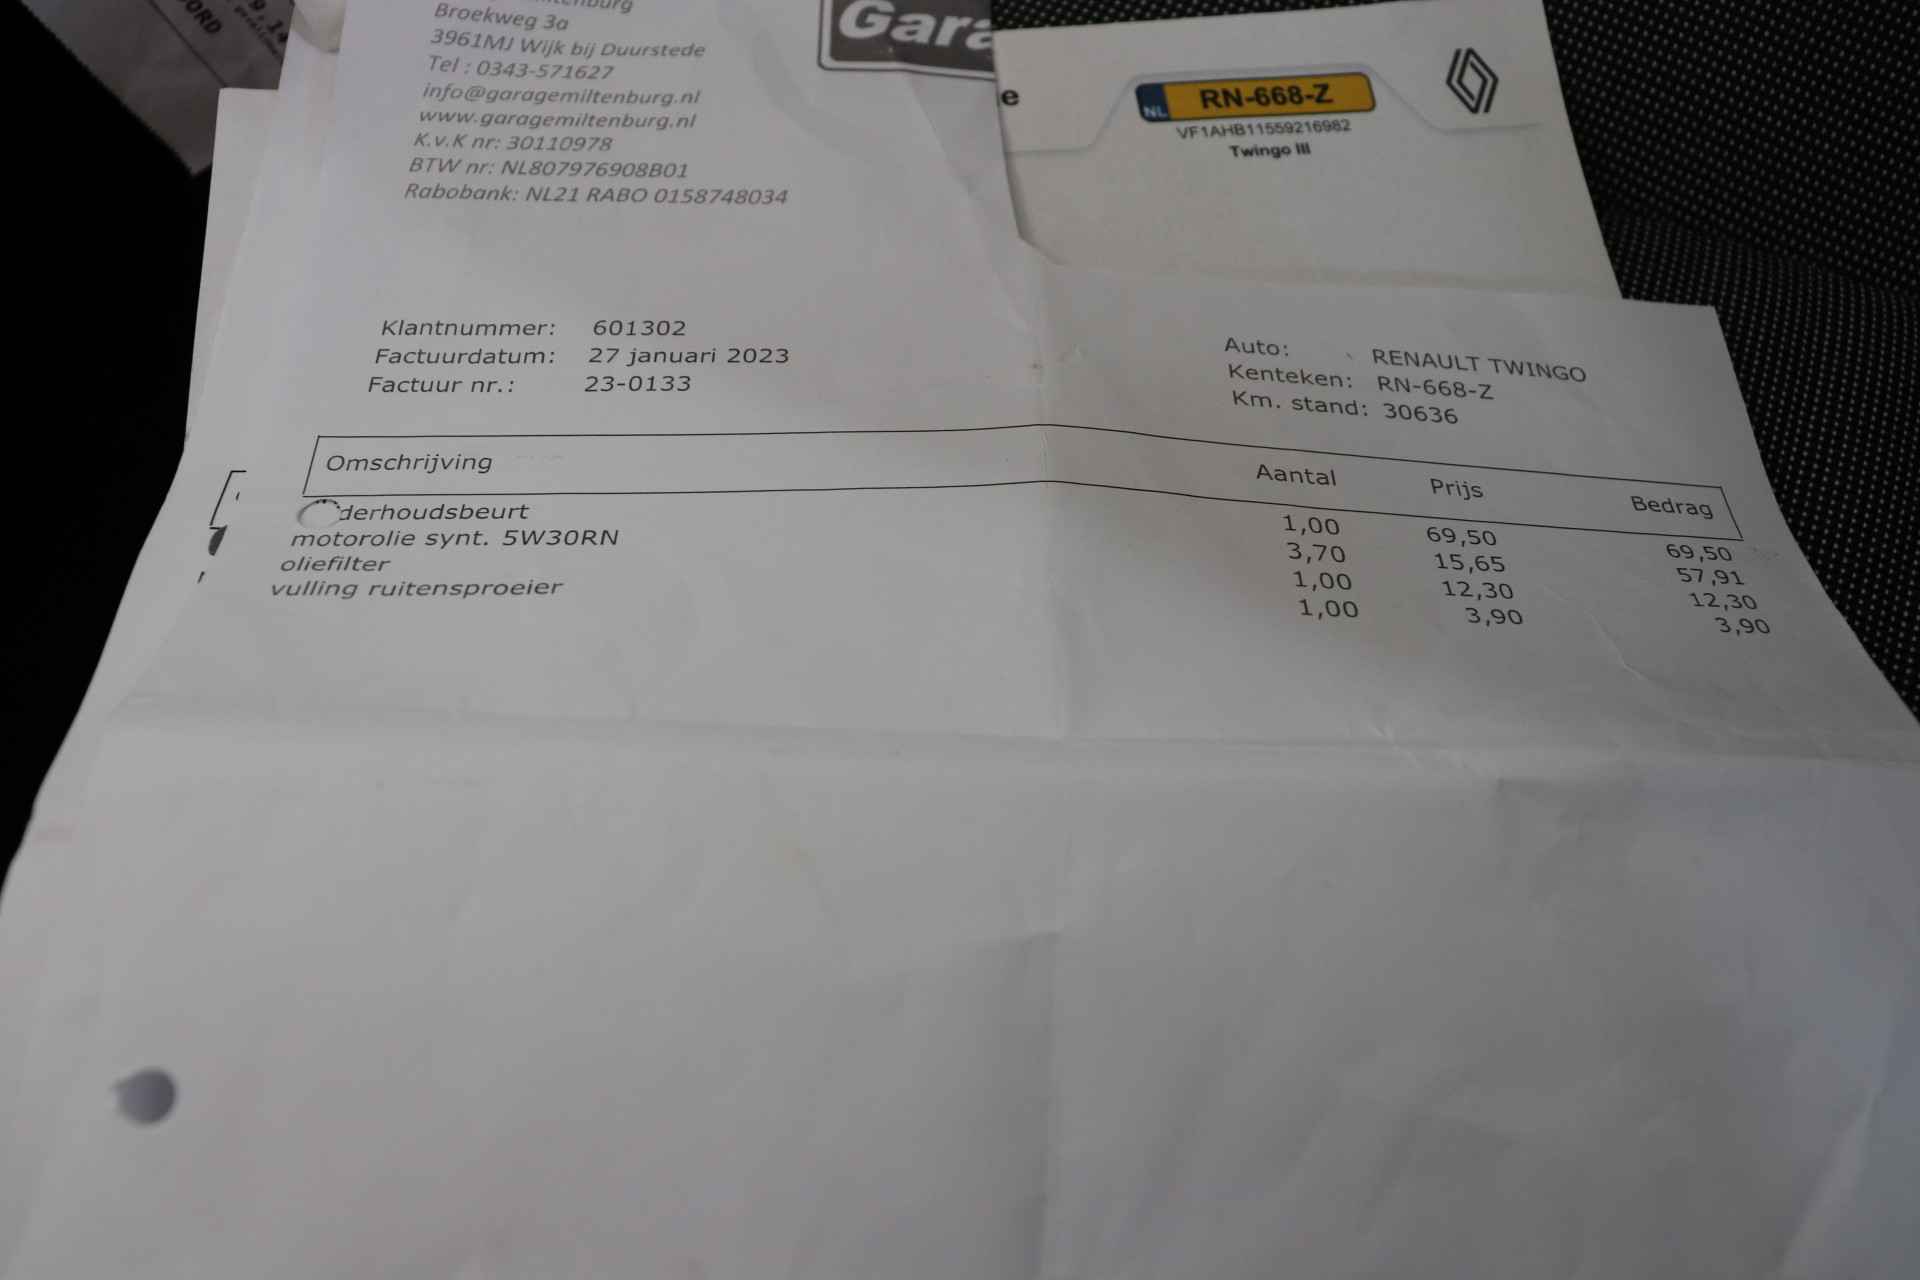 Broekweg 3a
3961MJ Wijk bij Duurstede
Tel : 0343-571627
info@garagemiltenburg.nl
www.garagemiltenburg.nl
K.v.K nr: 30110978
BTW nr: NL807976908B01
Rabobank: NL21 RABO 0158748034
Gara
e
NL RN-668-Z
VF1AHB11559216982
Twingo III
Klantnummer: 601302
Factuurdatum: 27 januari 2023
Factuur nr.: 23-0133
Auto: RENAULT TWINGO
Kenteken: RN-668-Z
Km. stand: 30636
Omschrijving Aantal Prijs Bedrag
derhoudsbeurt 1,00 69,50 69,50
motorolie synt. 5W30RN 3,70 15,65 57,91
oliefilter 1,00 12,30 12,30
vulling ruitensproeier 1,00 3,90 3,90